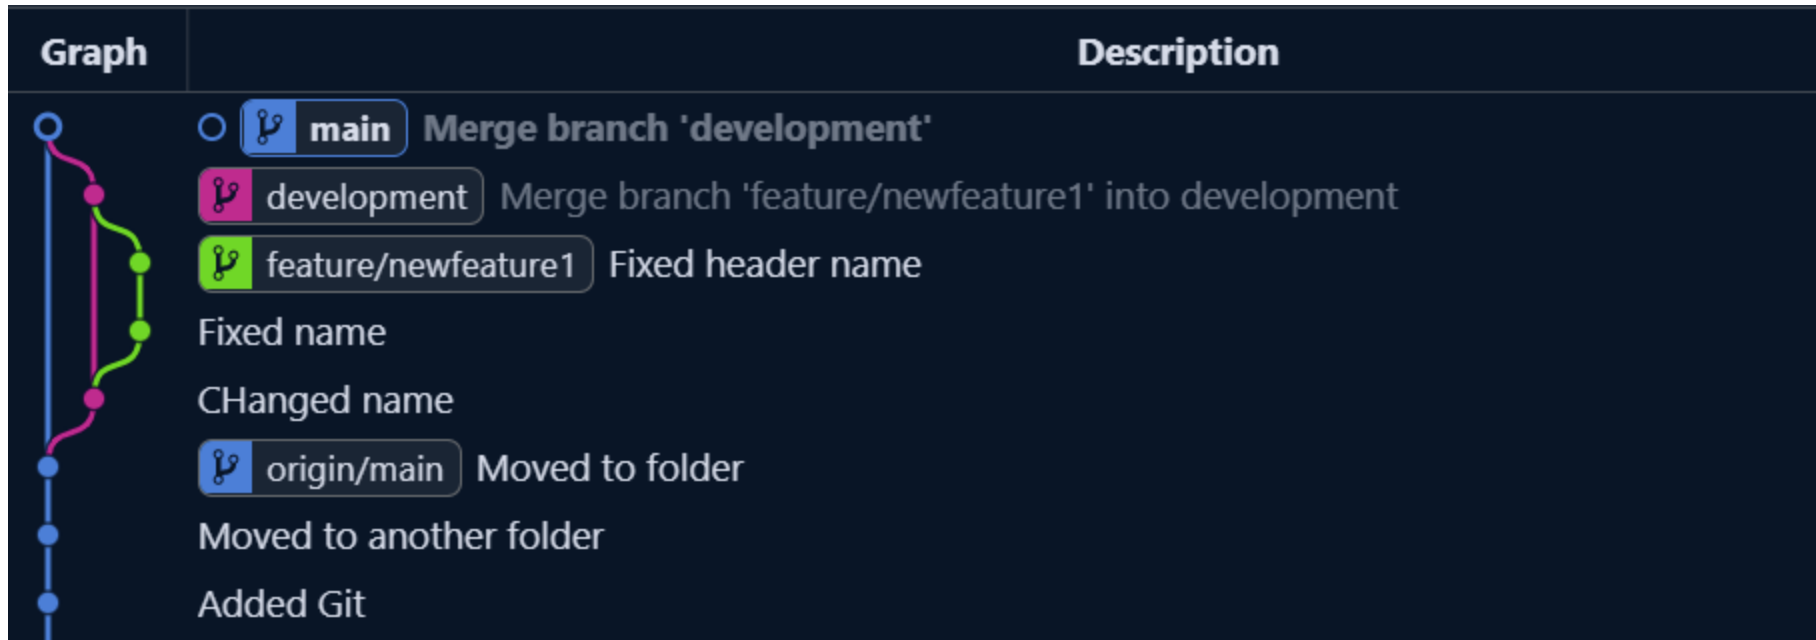 Graph Description
main Merge branch 'development'
development Merge branch 'feature/newfeature1' into development
feature/newfeature1 Fixed header name
Fixed name
CHanged name
origin/main Moved to folder
Moved to another folder
Added Git